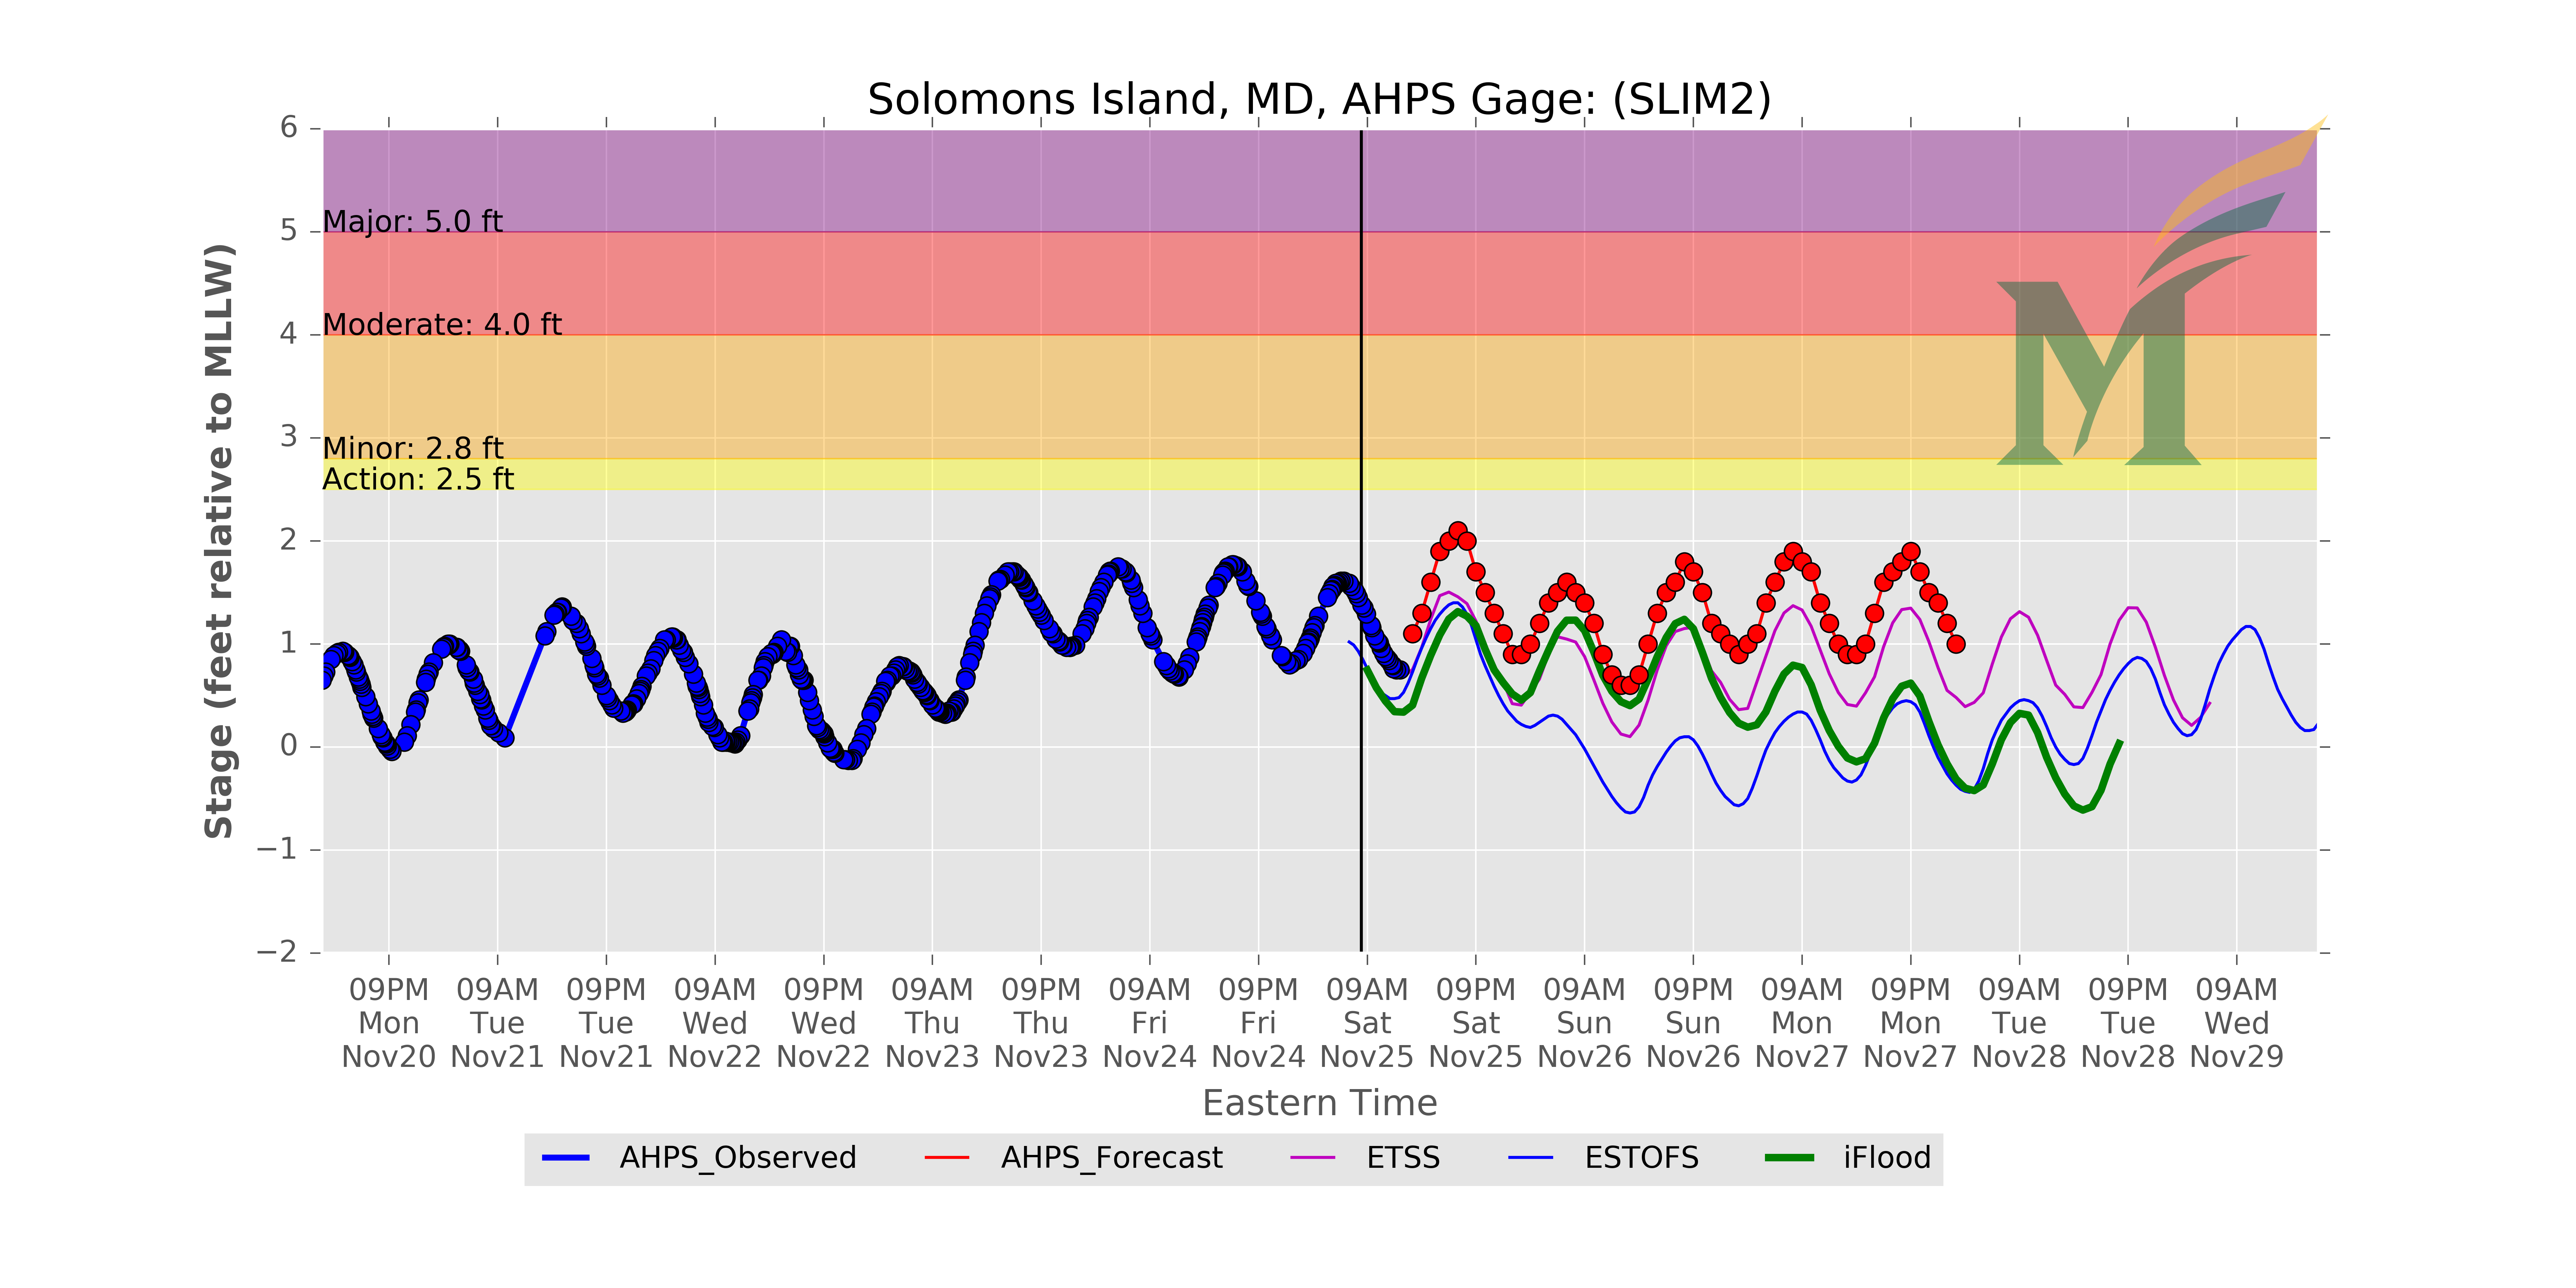 Solomons Island, MD, AHPS Gage: (SLIM2)
Stage (feet relative to MLLW)
6
5
4
3
2
1
0
−1
−2
Major: 5.0 ft
Moderate: 4.0 ft
Minor: 2.8 ft
Action: 2.5 ft
M
09PM 09AM 09PM 09AM 09PM 09AM 09PM 09AM 09PM 09AM 09PM 09AM 09PM 09AM 09PM 09AM 09PM 09AM
Mon Tue Tue Wed Wed Thu Thu Fri Fri Sat Sat Sun Sun Mon Mon Tue Tue Wed
Nov20 Nov21 Nov21 Nov22 Nov22 Nov23 Nov23 Nov24 Nov24 Nov25 Nov25 Nov26 Nov26 Nov27 Nov27 Nov28 Nov28 Nov29
Eastern Time
AHPS_Observed AHPS_Forecast ETSS ESTOFS iFlood